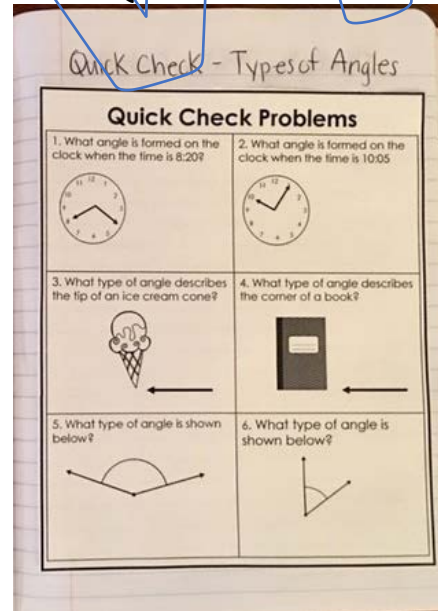 Quick Check - Types of Angles
Quick Check Problems
1. What angle is formed on the
clock when the time is 8:20?
2. What angle is formed on the
clock when the time is 10:05
3. What type of angle describes
the tip of an ice cream cone?
4. What type of angle describes
the corner of a book?
5. What type of angle is shown
below?
6. What type of angle is
shown below?